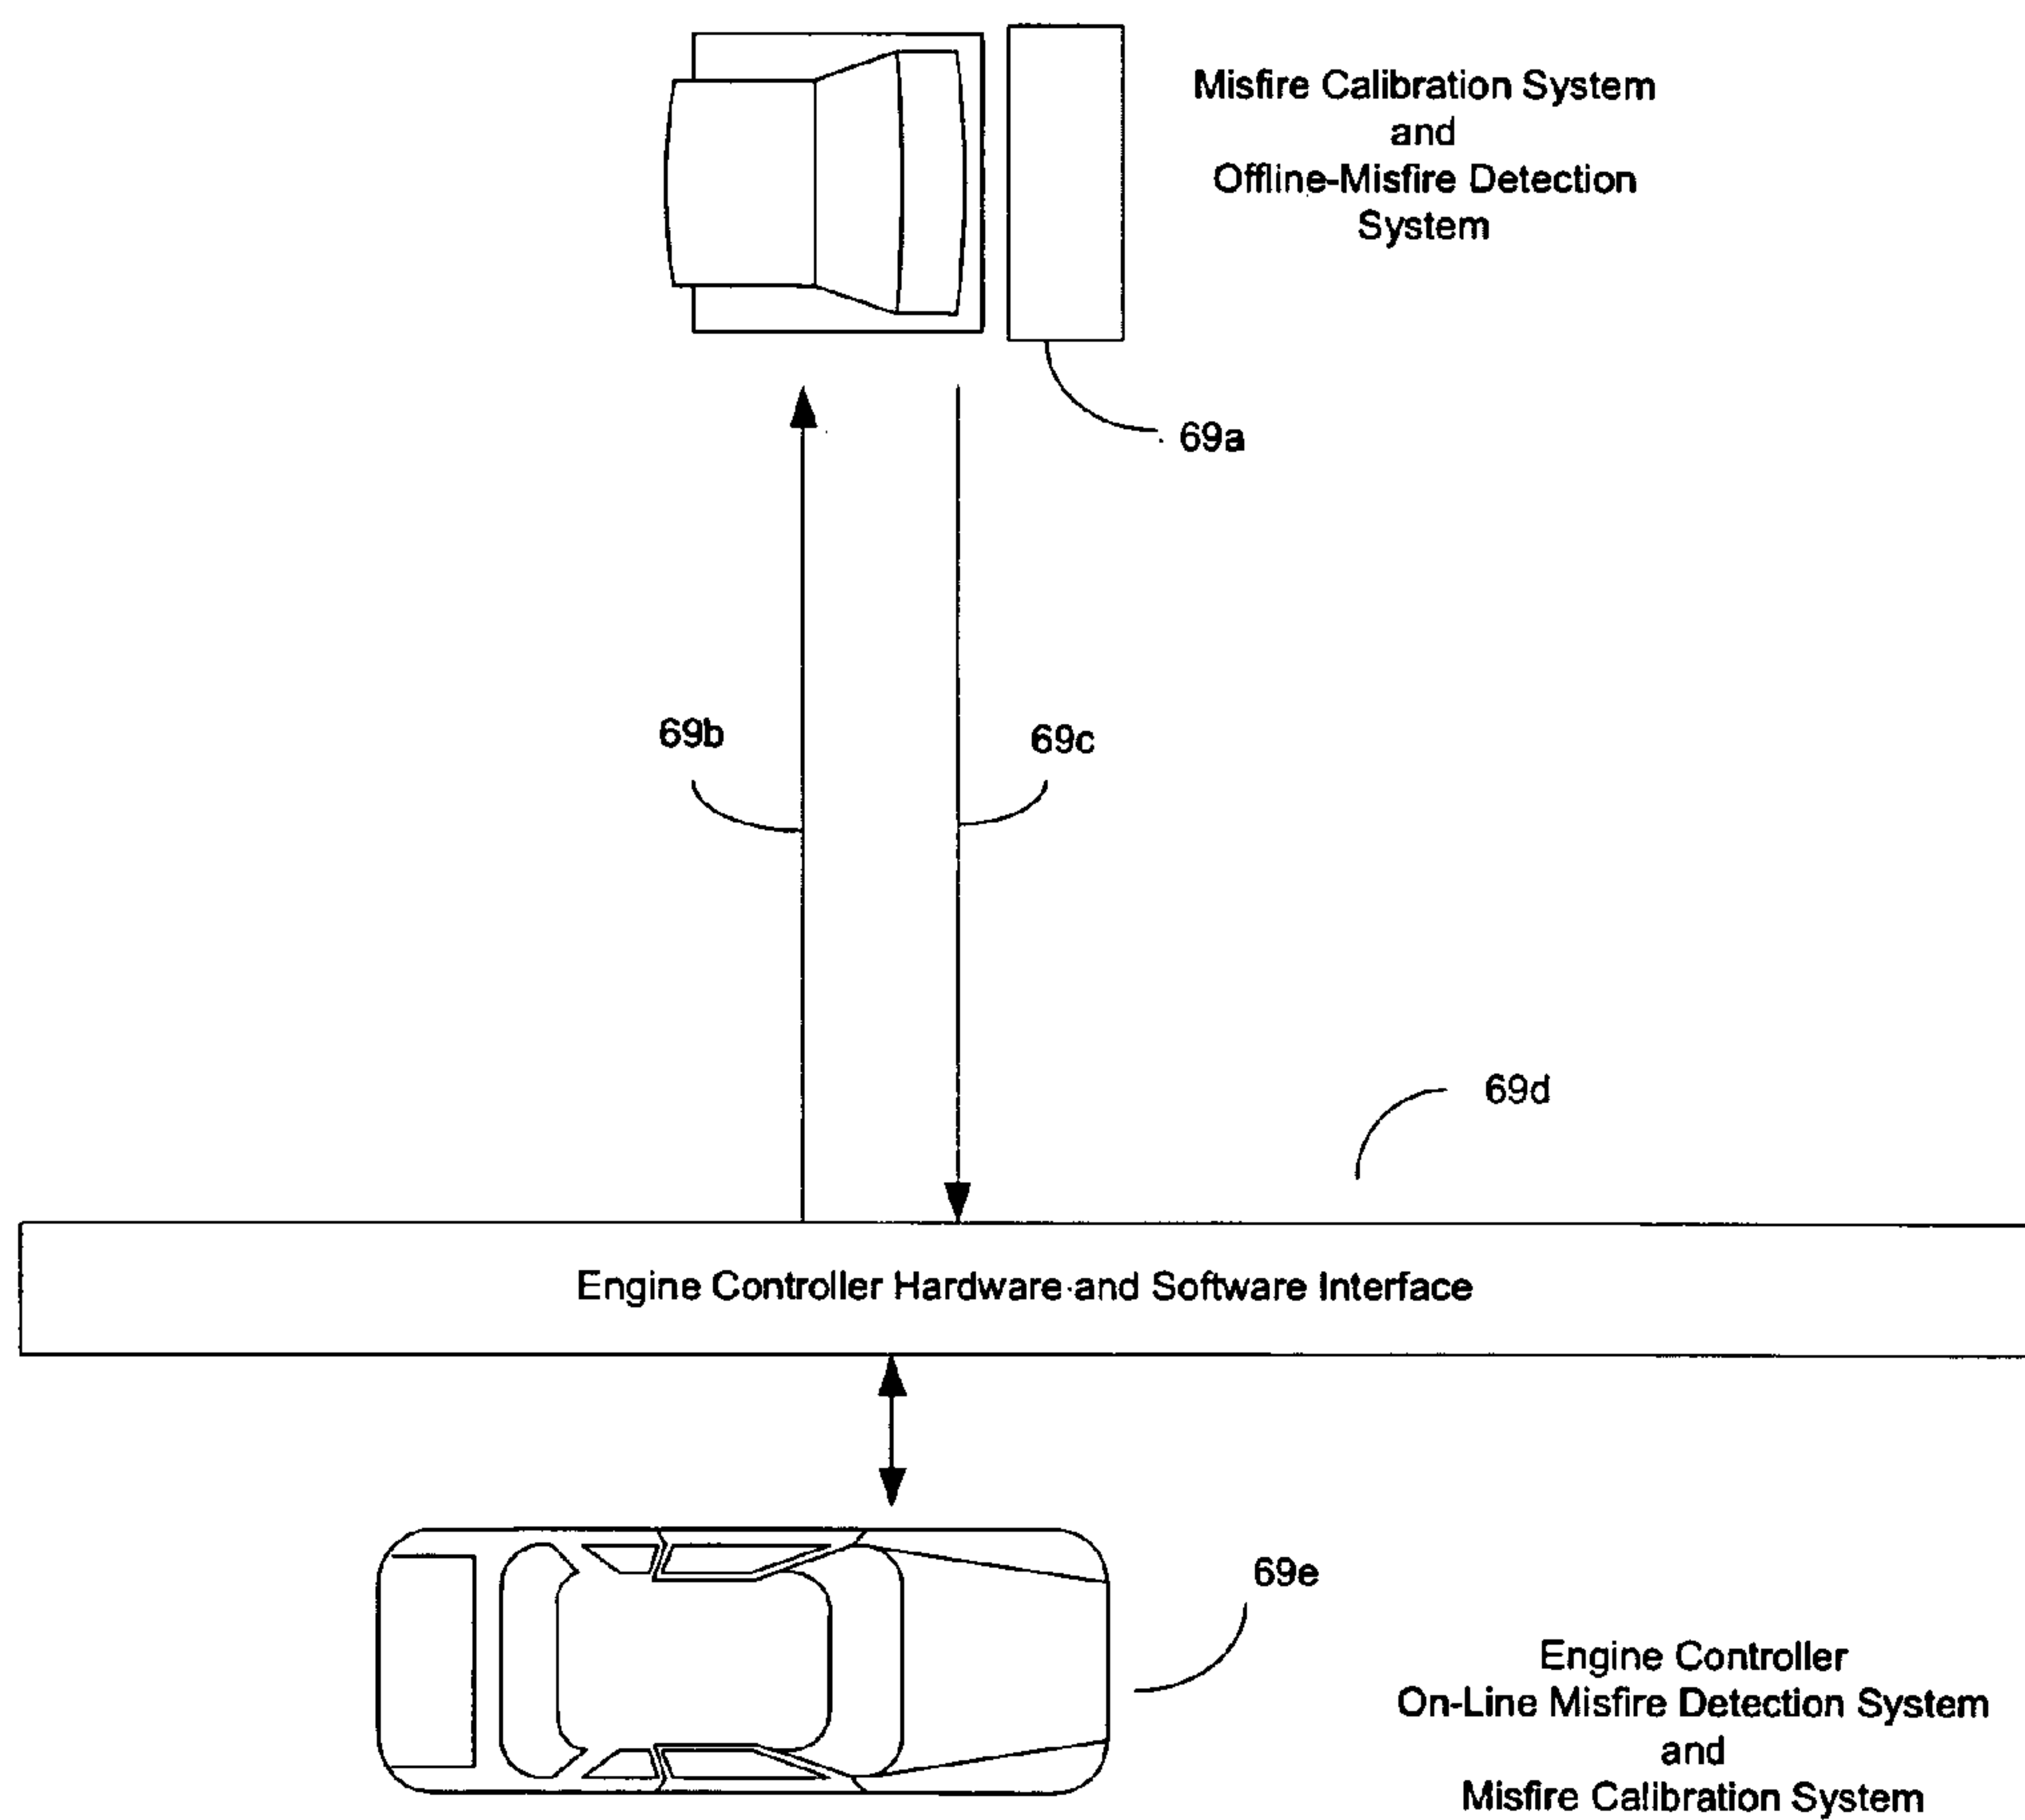 Misfire Calibration System
and
Offline-Misfire Detection
System
69a
69b
69c
69d
Engine Controller Hardware and Software Interface
69e
Engine Controller
On-Line Misfire Detection System
and
Misfire Calibration System